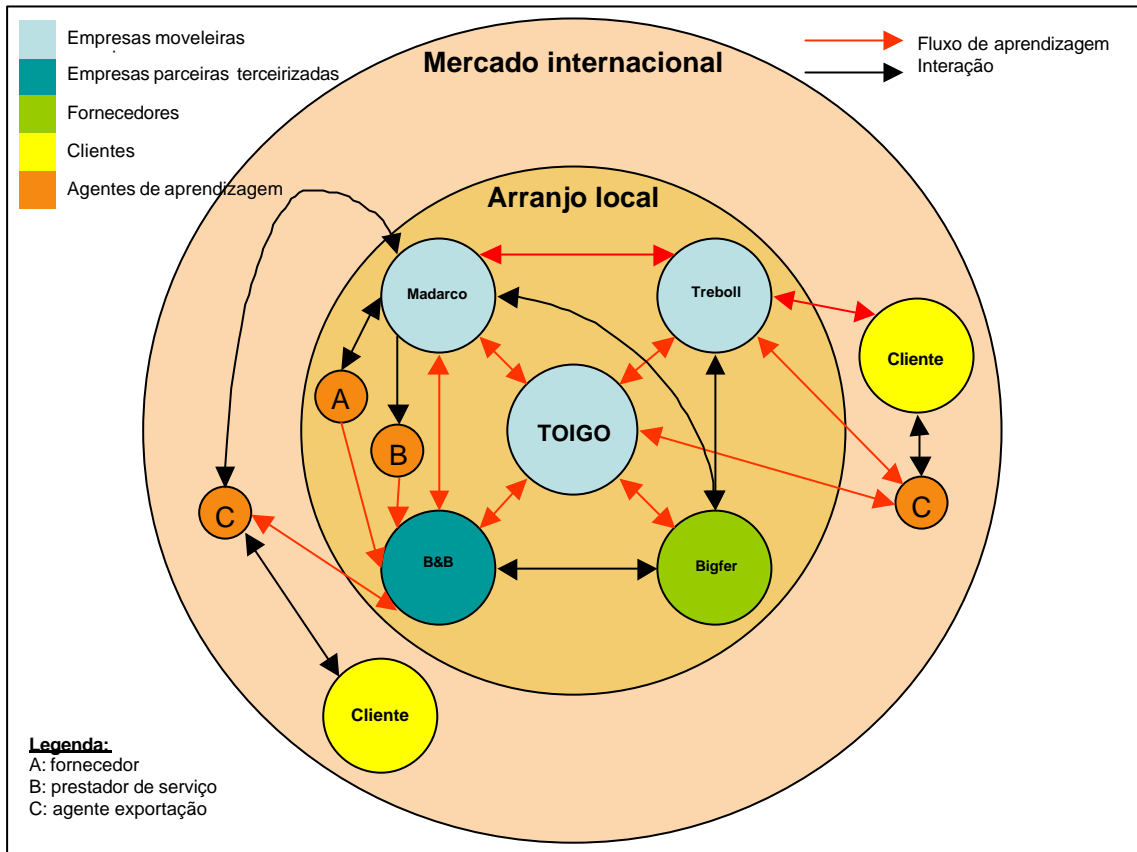 Empresas moveleiras
Empresas parceiras terceirizadas
Fornecedores
Clientes
Agentes de aprendizagem
Fluxo de aprendizagem
Interação
Mercado internacional
Arranjo local
Madarco
Treboll
Cliente
A
TOIGO
B
C
C
B&B
Bigfer
Cliente
Legenda:
A: fornecedor
B: prestador de serviço
C: agente exportação